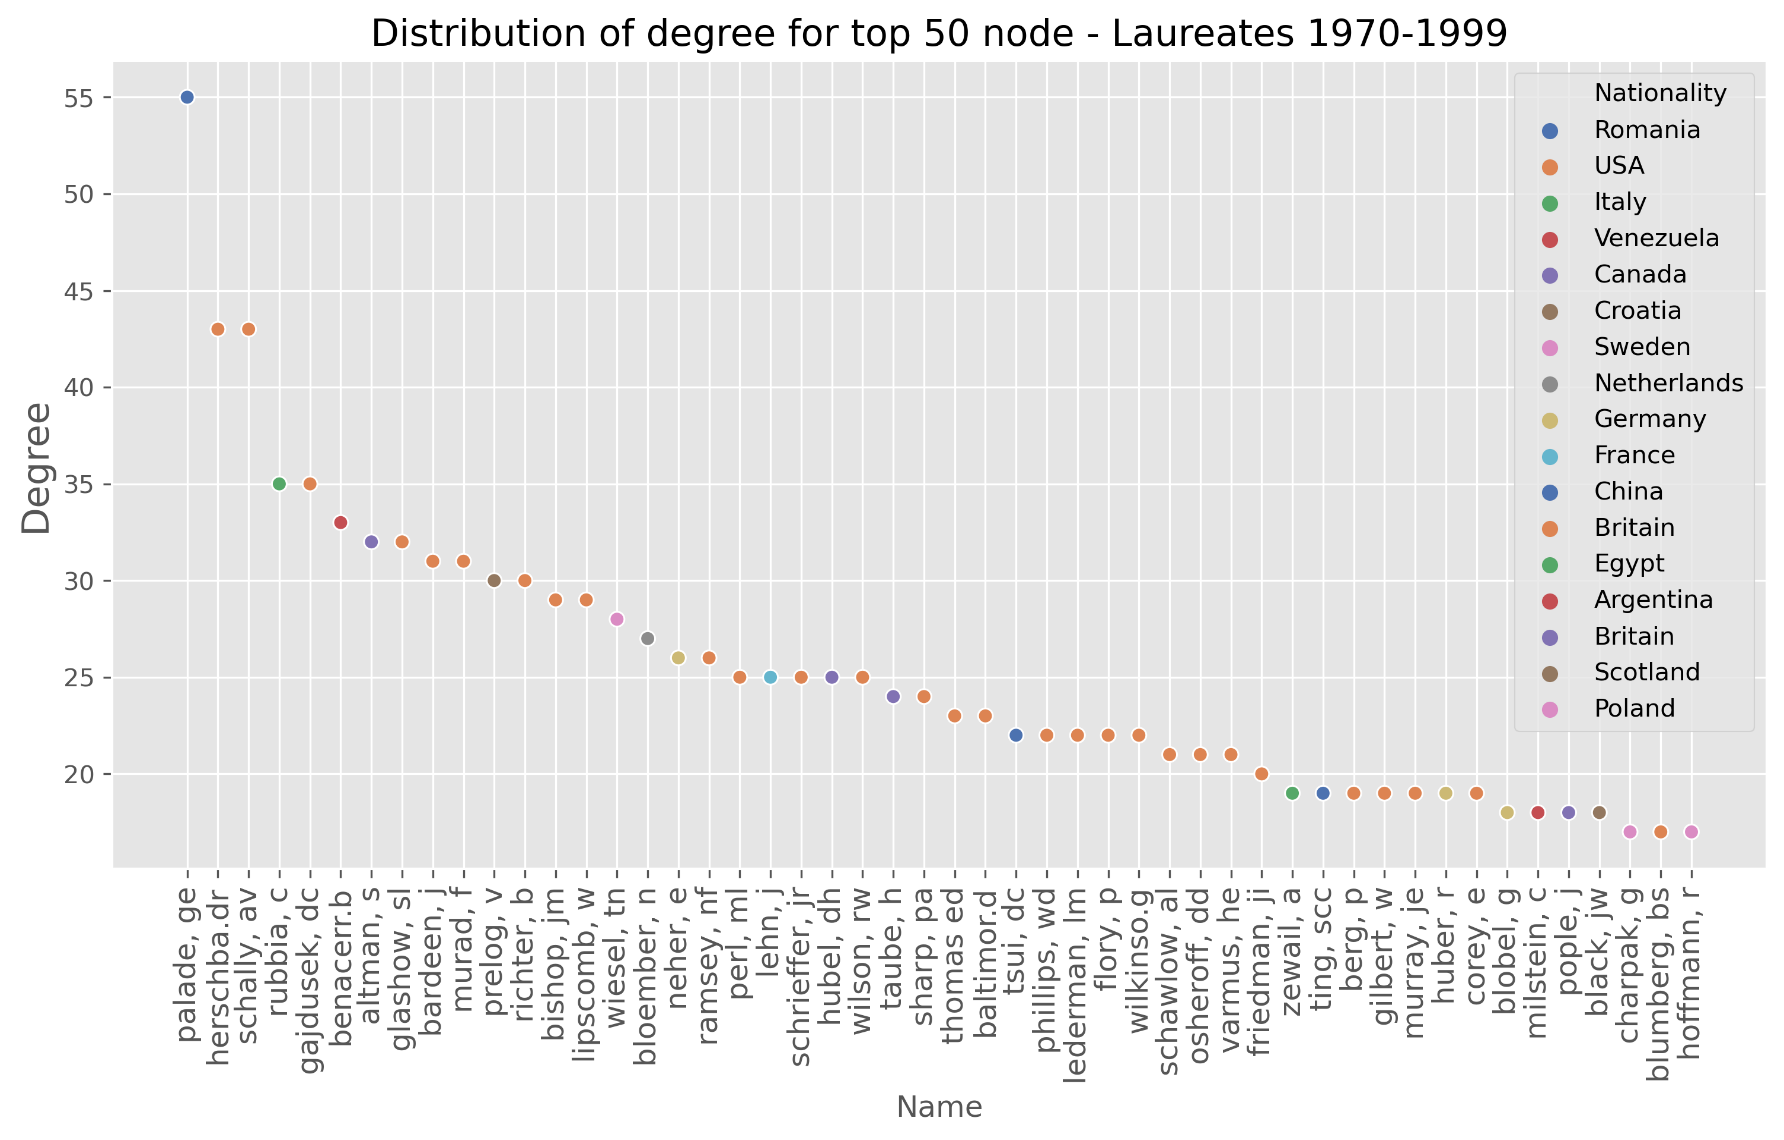 Distribution of degree for top 50 node - Laureates 1970-1999
Degree
55
50
45
40
35
30
25
20
Nationality
Romania
USA
Italy
Venezuela
Canada
Croatia
Sweden
Netherlands
Germany
France
China
Britain
Egypt
Argentina
Britain
Scotland
Poland
palade, ge
herschba.dr
schally, av
rubbia, c
gajdusek, dc
benacerr.b
altman, s
glashow, sl
bardeen, j
murad, f
prelog, v
richter, b
bishop, jm
lipscomb, w
wiesel, tn
bloember, n
neher, e
ramsey, nf
perl, ml
lehn, j
schrieffer, jr
hubel, dh
wilson, rw
taube, h
sharp, pa
thomas ed
baltimor.d
tsui, dc
phillips, wd
lederman, lm
flory, p
wilkinso.g
schawlow, al
osheroff, dd
varmus, he
friedman, ji
zewail, a
ting, scc
berg, p
gilbert, w
murray, je
huber, r
corey, e
blobel, g
milstein, c
pople, j
black, jw
charpak, g
blumberg, bs
hoffmann, r
Name